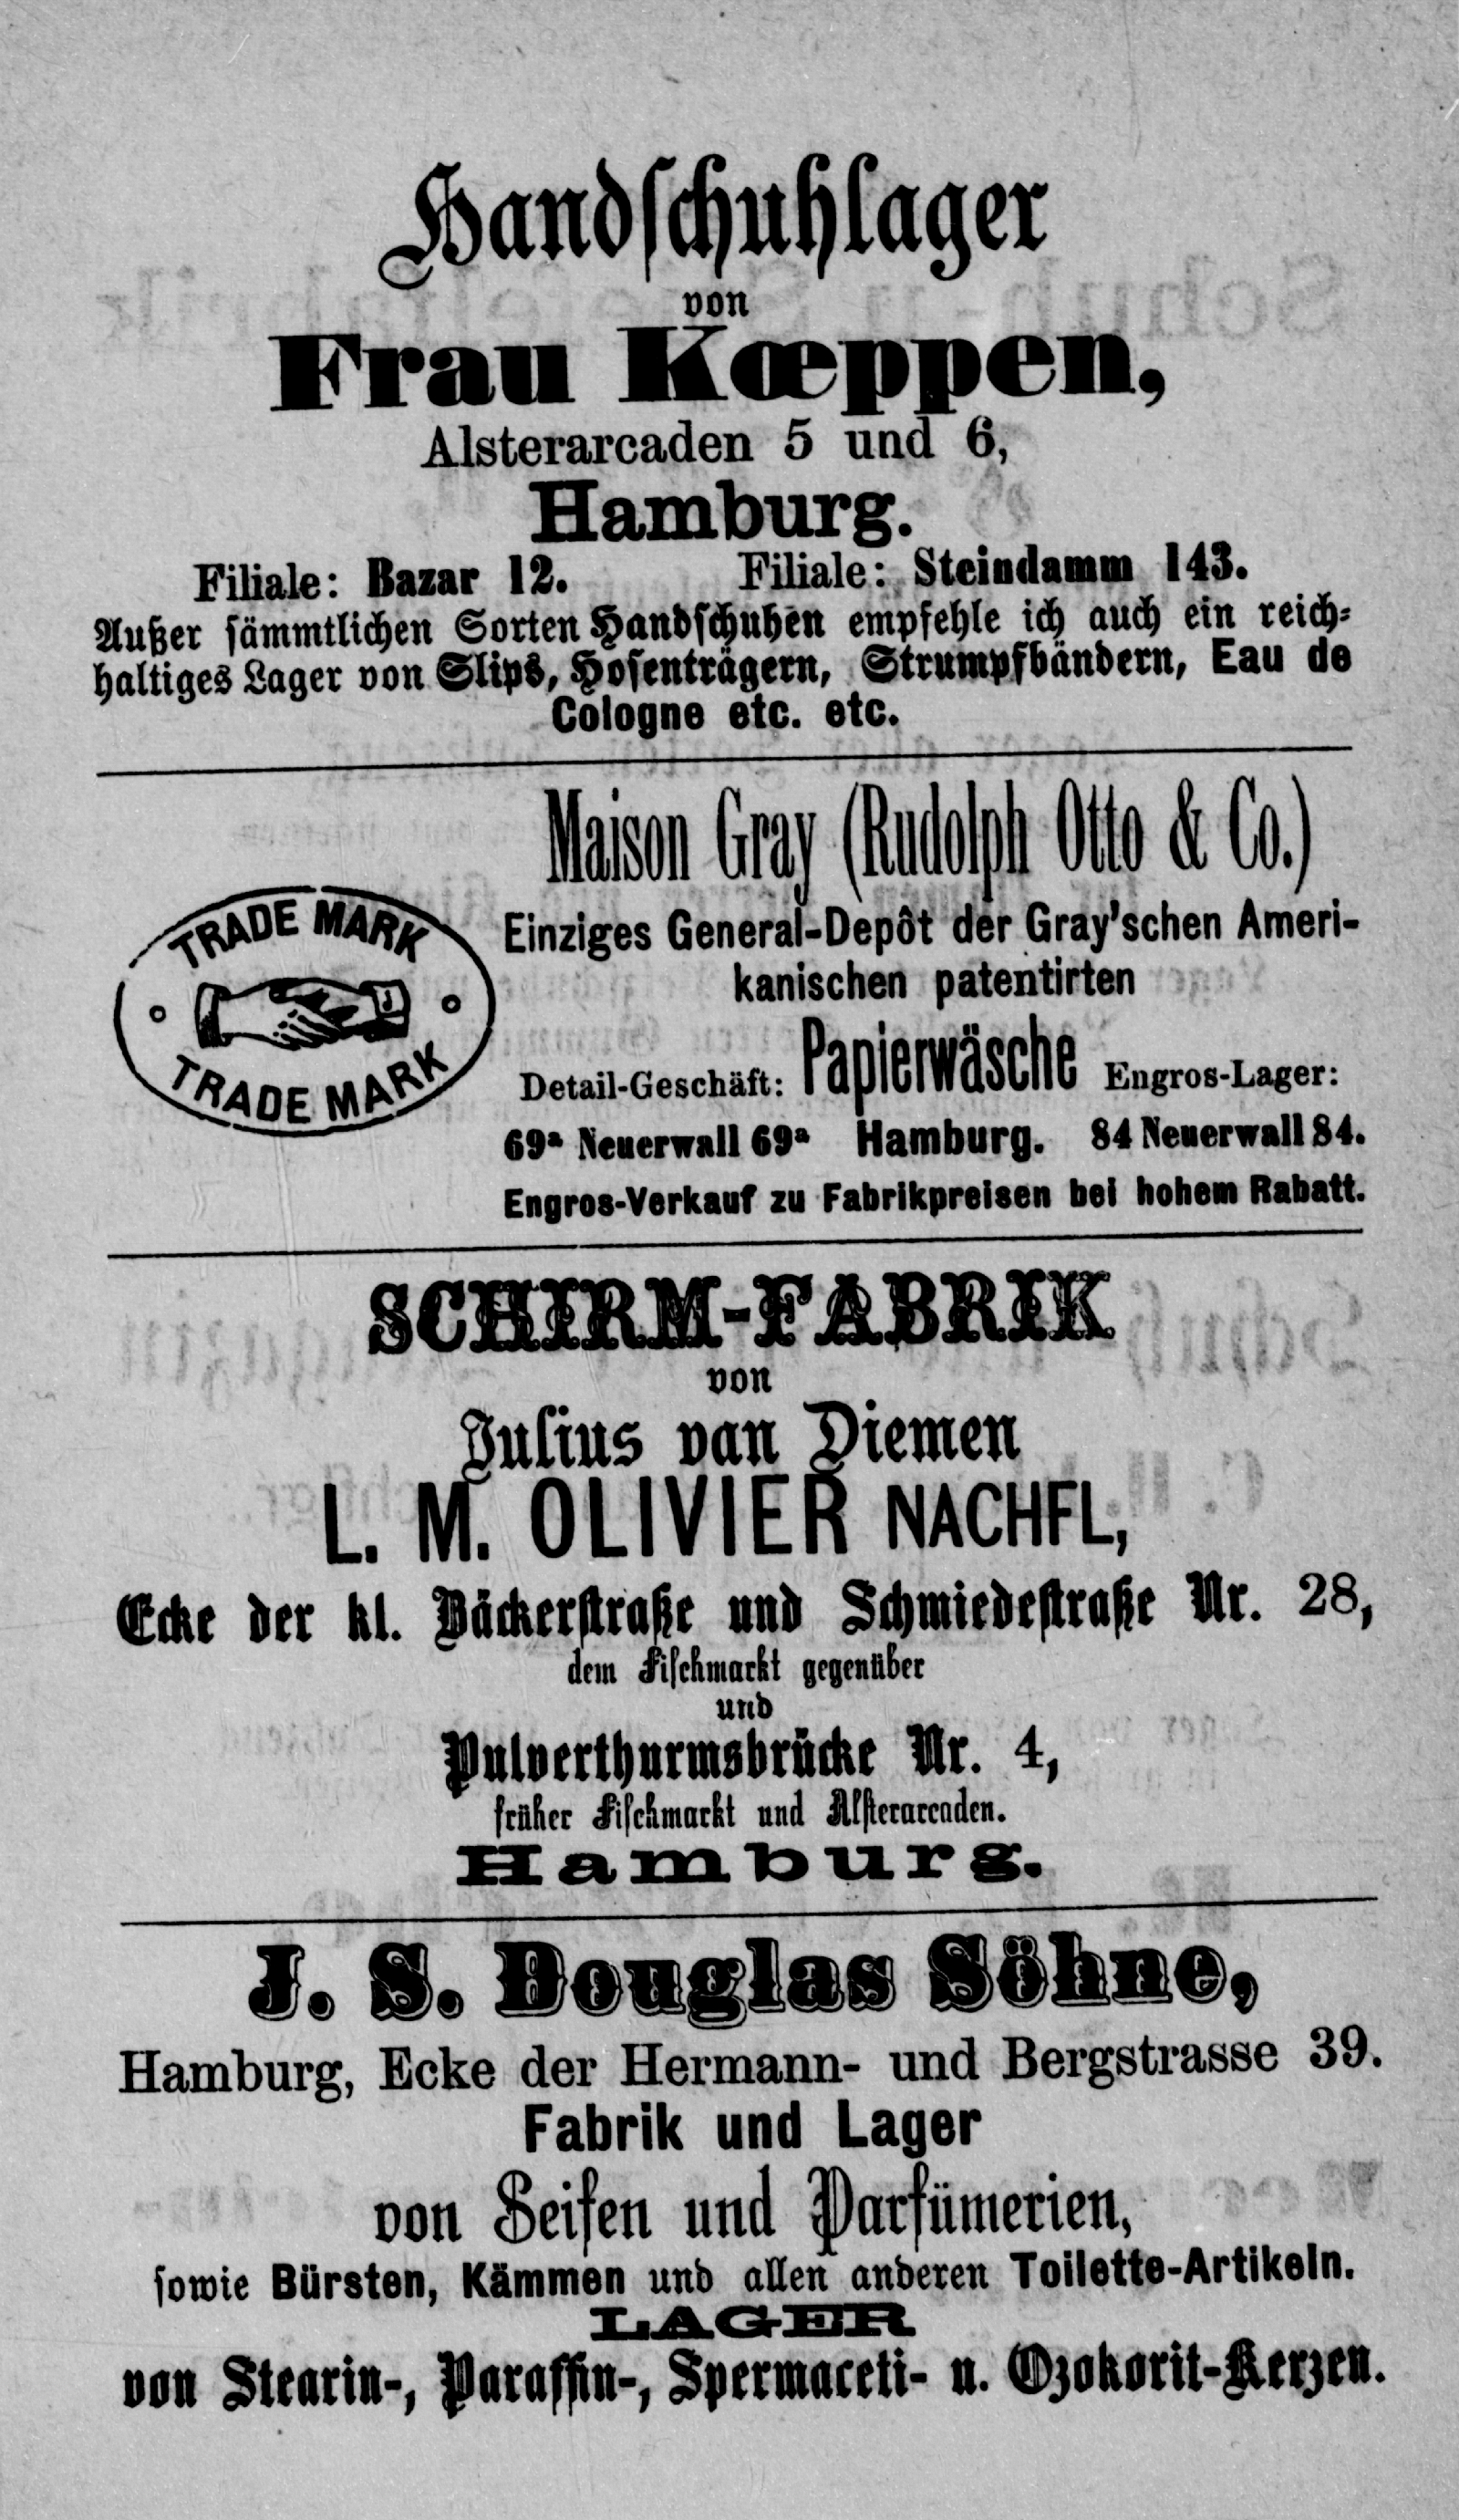 Handschuhlager
von
Frau Kœppen,
Alsterarcaden 5 und 6,
Hamburg.
Filiale: Bazar 12. Filiale: Steindamm 143.
Außer sämmtlichen Sorten Handschuhen empfehle ich auch ein reich-
haltiges Lager von Slips, Hosenträgern, Strumpfbändern, Eau de
Cologne etc. etc.
Maison Gray (Rudolph Otto & Co.)
TRADE MARK
TRADE MARK
Einziges General-Depôt der Gray'schen Ameri-
kanischen patentirten
Detail-Geschäft: Papierwäsche Engros-Lager:
69a Neuerwall 69a Hamburg. 84 Neuerwall 84.
Engros-Verkauf zu Fabrikpreisen bei hohem Rabatt.
SCHIRM-FABRIK
von
Julius van Diemen
L. M. OLIVIER NACHFL,
Ecke der kl. Bäckerstraße und Schmiedestraße Nr. 28,
dem Fischmarkt gegenüber
und
Pulverthurmsbrücke Nr. 4,
früher Fischmarkt und Alsterarcaden.
Hamburg.
J. S. Douglas Söhne,
Hamburg, Ecke der Hermann- und Bergstrasse 39.
Fabrik und Lager
von Seifen und Parfümerien,
sowie Bürsten, Kämmen und allen anderen Toilette-Artikeln.
LAGER
von Stearin-, Paraffin-, Spermaceti- u. Ozokorit-Kerzen.